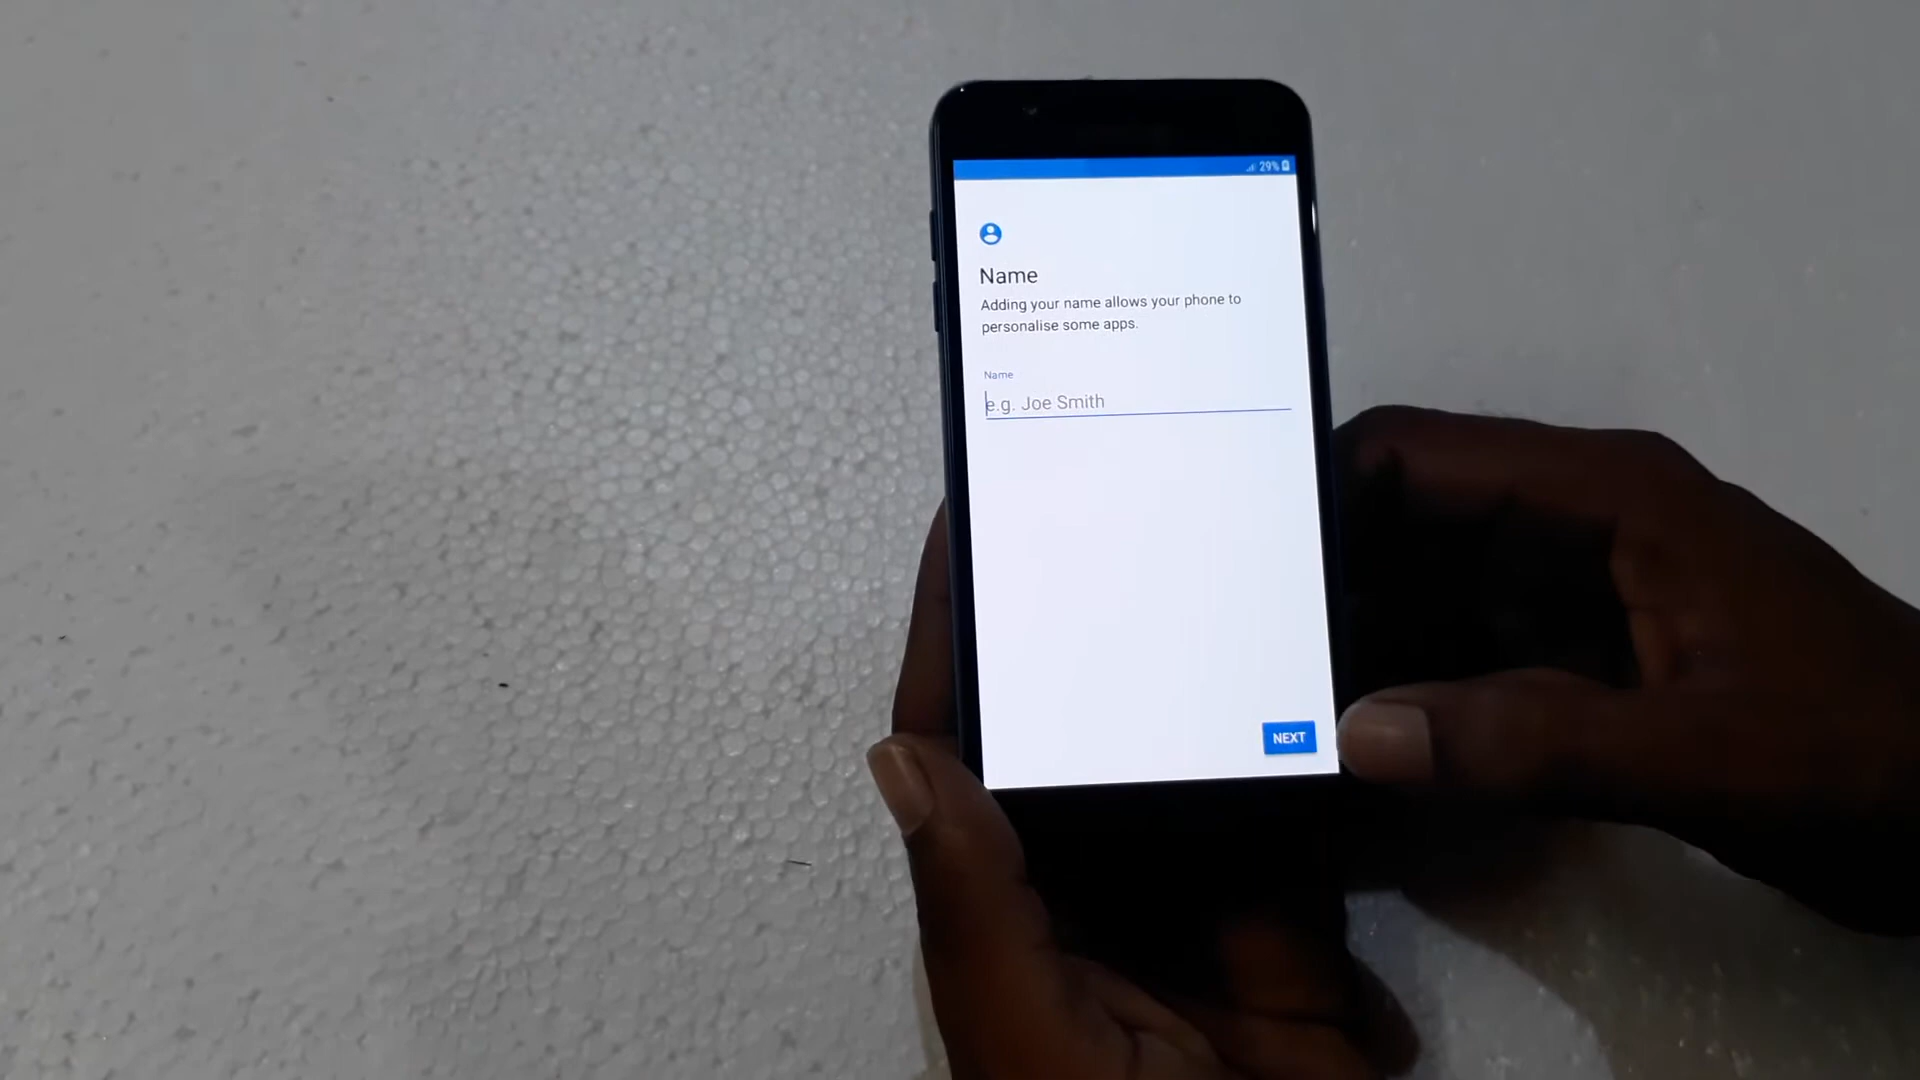 29%
Name
Adding your name allows your phone to
personalise some apps.
Name
e.g. Joe Smith
NEXT